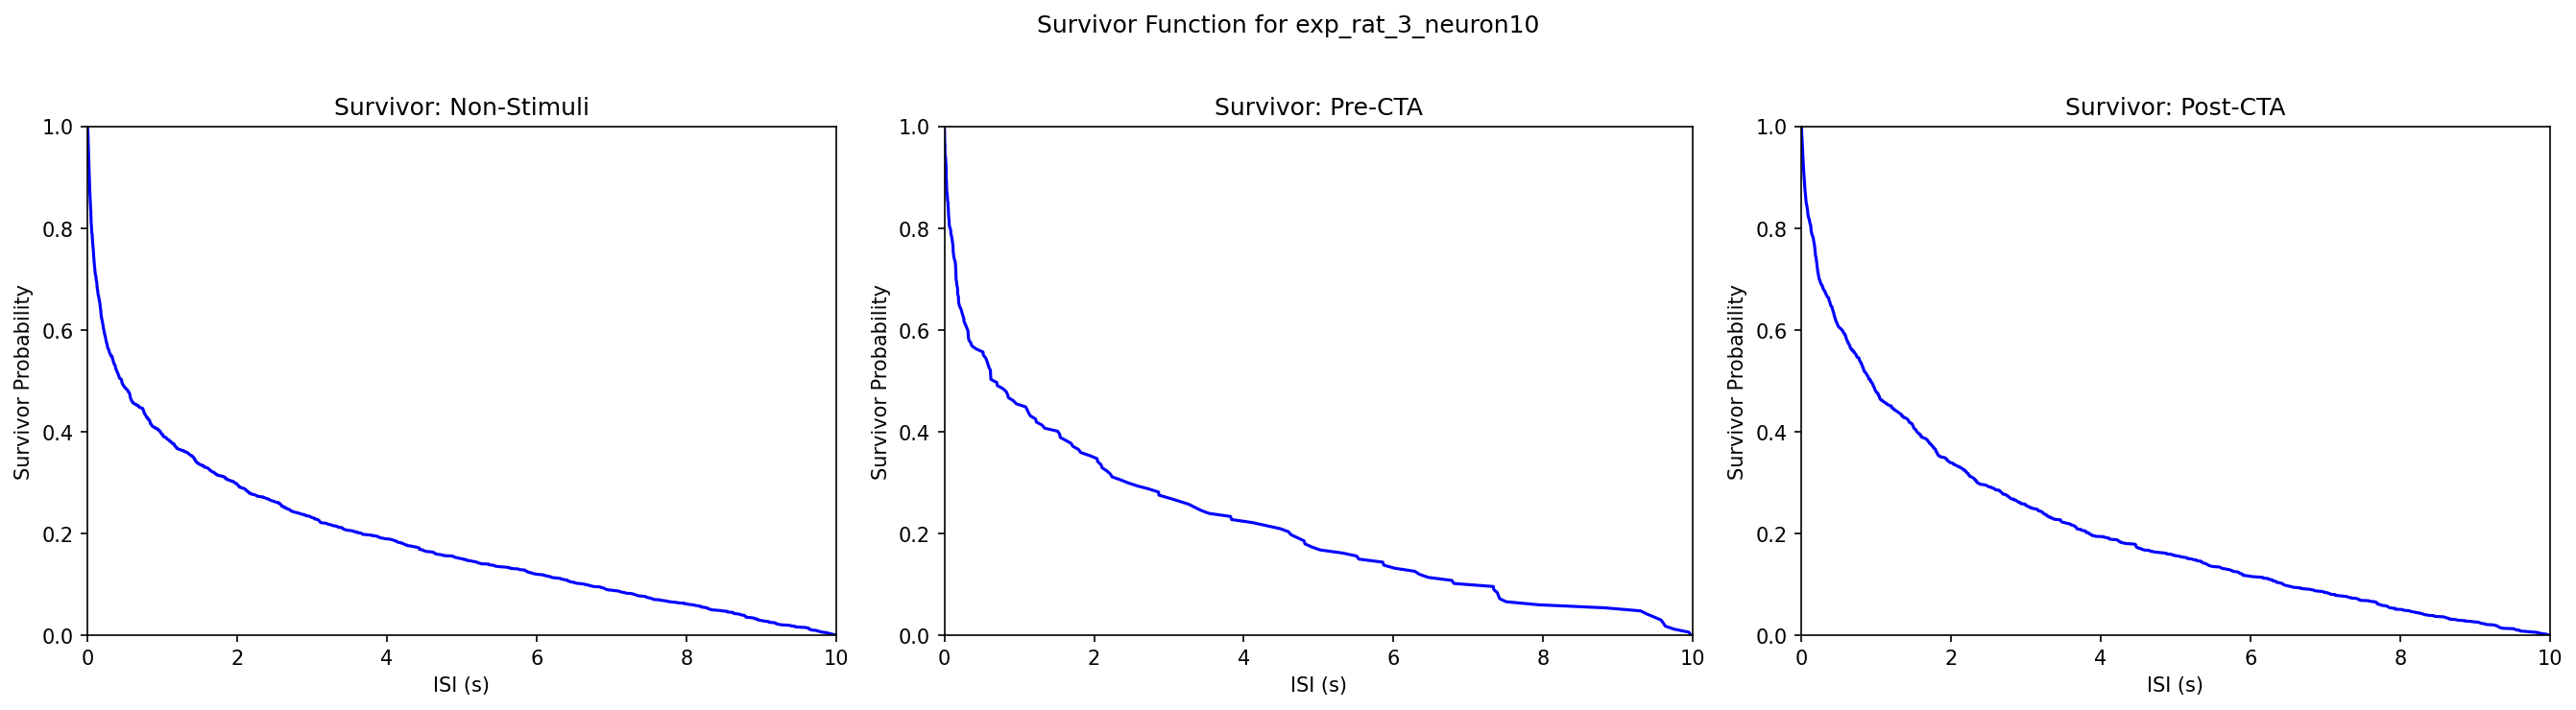 Survivor Function for exp_rat_3_neuron10
Survivor: Non-Stimuli
Survivor Probability
1.0
0.8
0.6
0.4
0.2
0.0
0 2 4 6 8 10
ISI (s)
Survivor: Pre-CTA
Survivor Probability
1.0
0.8
0.6
0.4
0.2
0.0
0 2 4 6 8 10
ISI (s)
Survivor: Post-CTA
Survivor Probability
1.0
0.8
0.6
0.4
0.2
0.0
0 2 4 6 8 10
ISI (s)